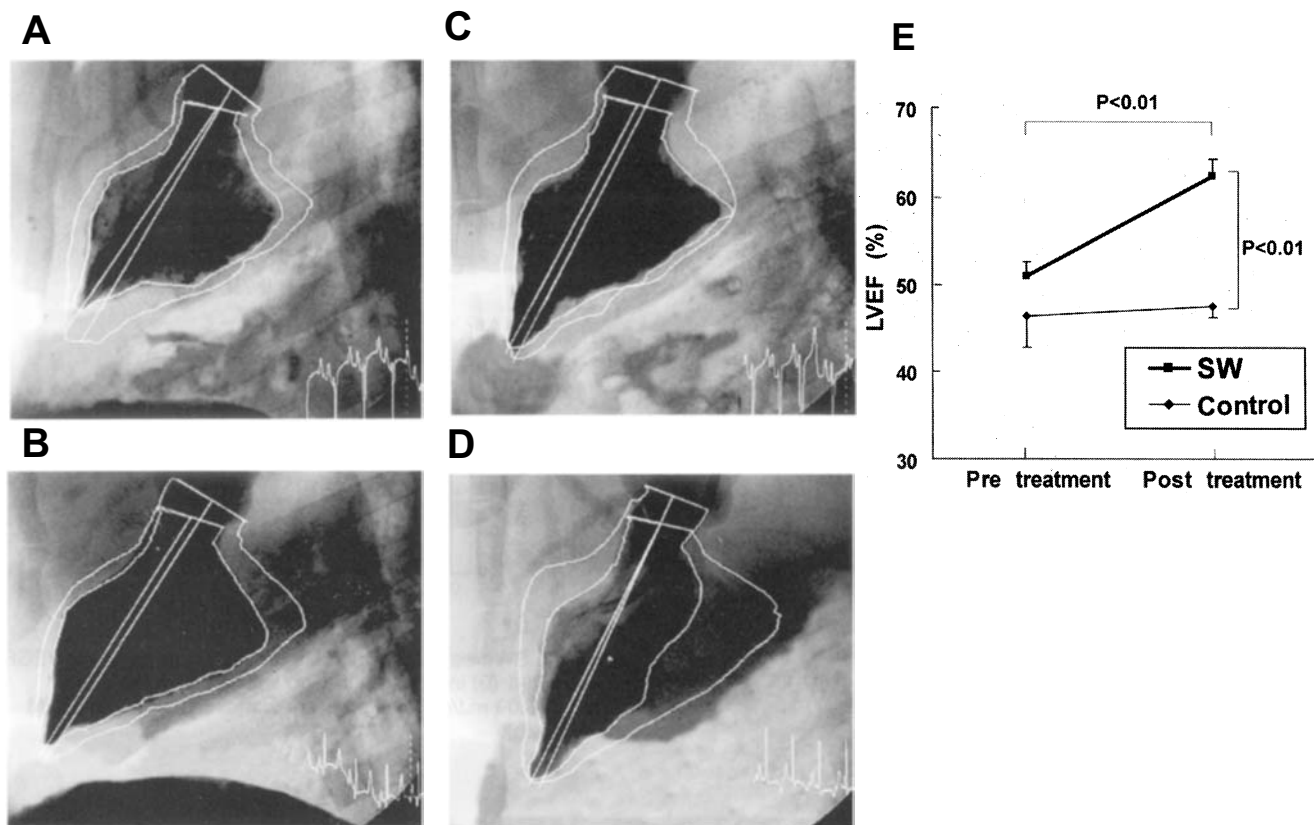 A
C
E
B
D
70
60
50
40
30
LVEF (%)
P<0.01
P<0.01
SW
Control
Pre treatment
Post treatment